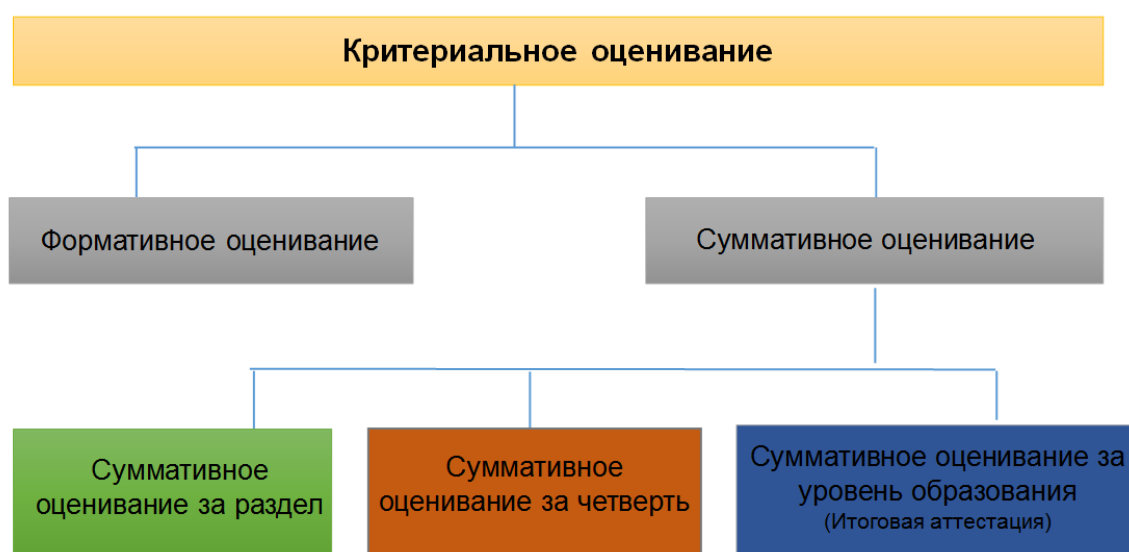 Критериальное оценивание
Формативное оценивание
Суммативное оценивание
Суммативное
оценивание за раздел
Суммативное
оценивание за четверть
Суммативное оценивание за
уровень образования
(Итоговая аттестация)